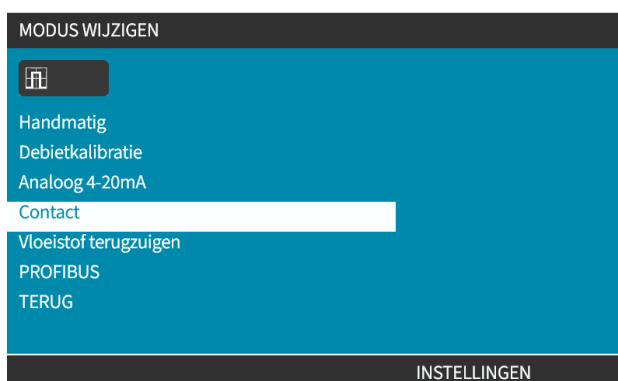 MODUS WIJZIGEN
Handmatig
Debietkalibratie
Analoog 4-20mA
Contact
Vloeistof terugzuigen
PROFIBUS
TERUG
INSTELLINGEN